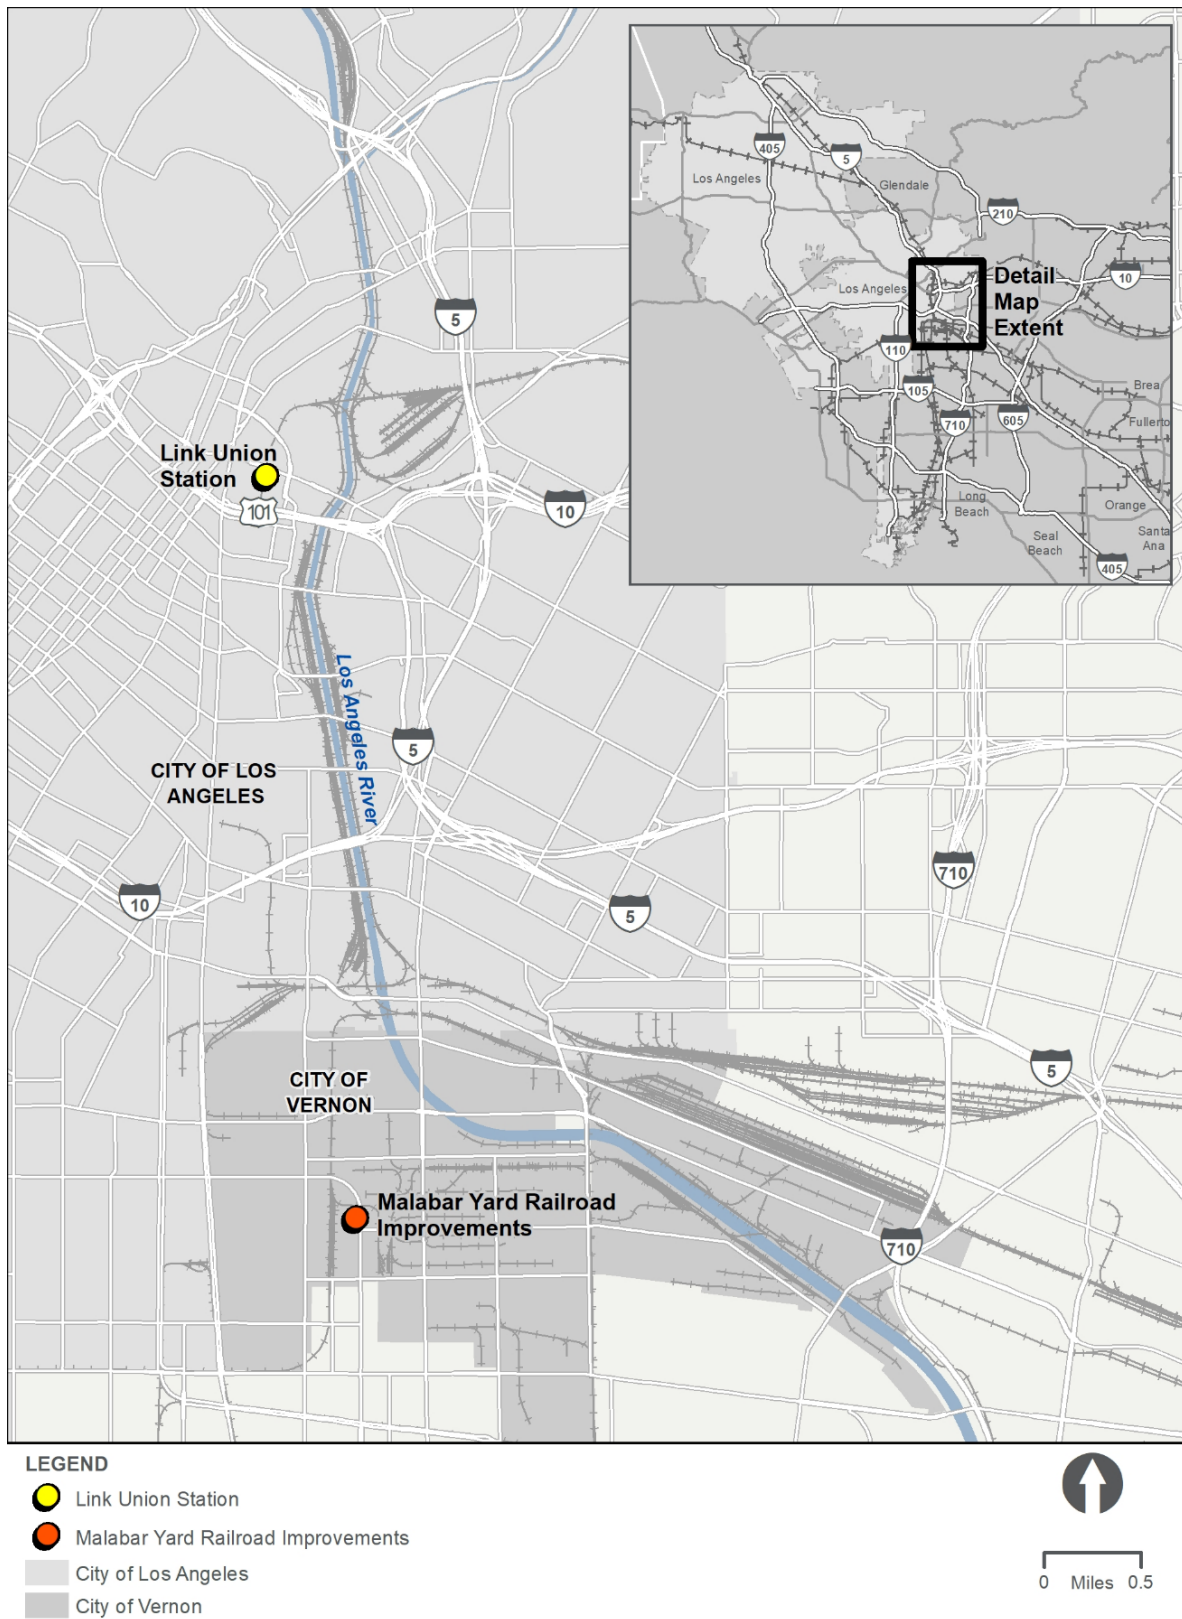 405
5
Los Angeles
Glendale
210
Los Angeles
Detail
Map
Extent
10
110
105
710
605
Brea
Fullerto
Long
Beach
Orange
Seal
Beach
Santa
Ana
405
5
Link Union
Station
101
10
Los Angeles River
5
CITY OF LOS
ANGELES
10
5
710
5
CITY OF
VERNON
Malabar Yard Railroad
Improvements
710
LEGEND
Link Union Station
Malabar Yard Railroad Improvements
City of Los Angeles
City of Vernon
0 Miles 0.5